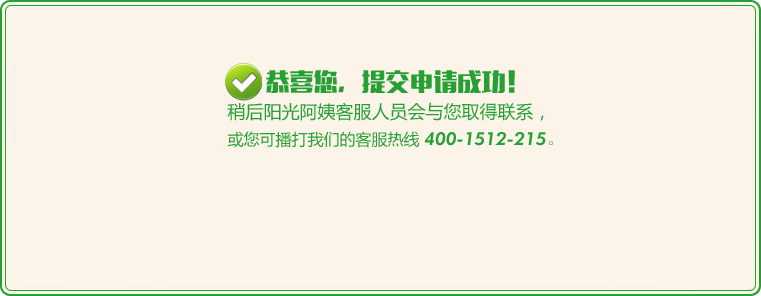 恭喜您，提交申请成功！
稍后阳光阿姨客服人员会与您取得联系，
或您可播打我们的客服热线 400-1512-215。